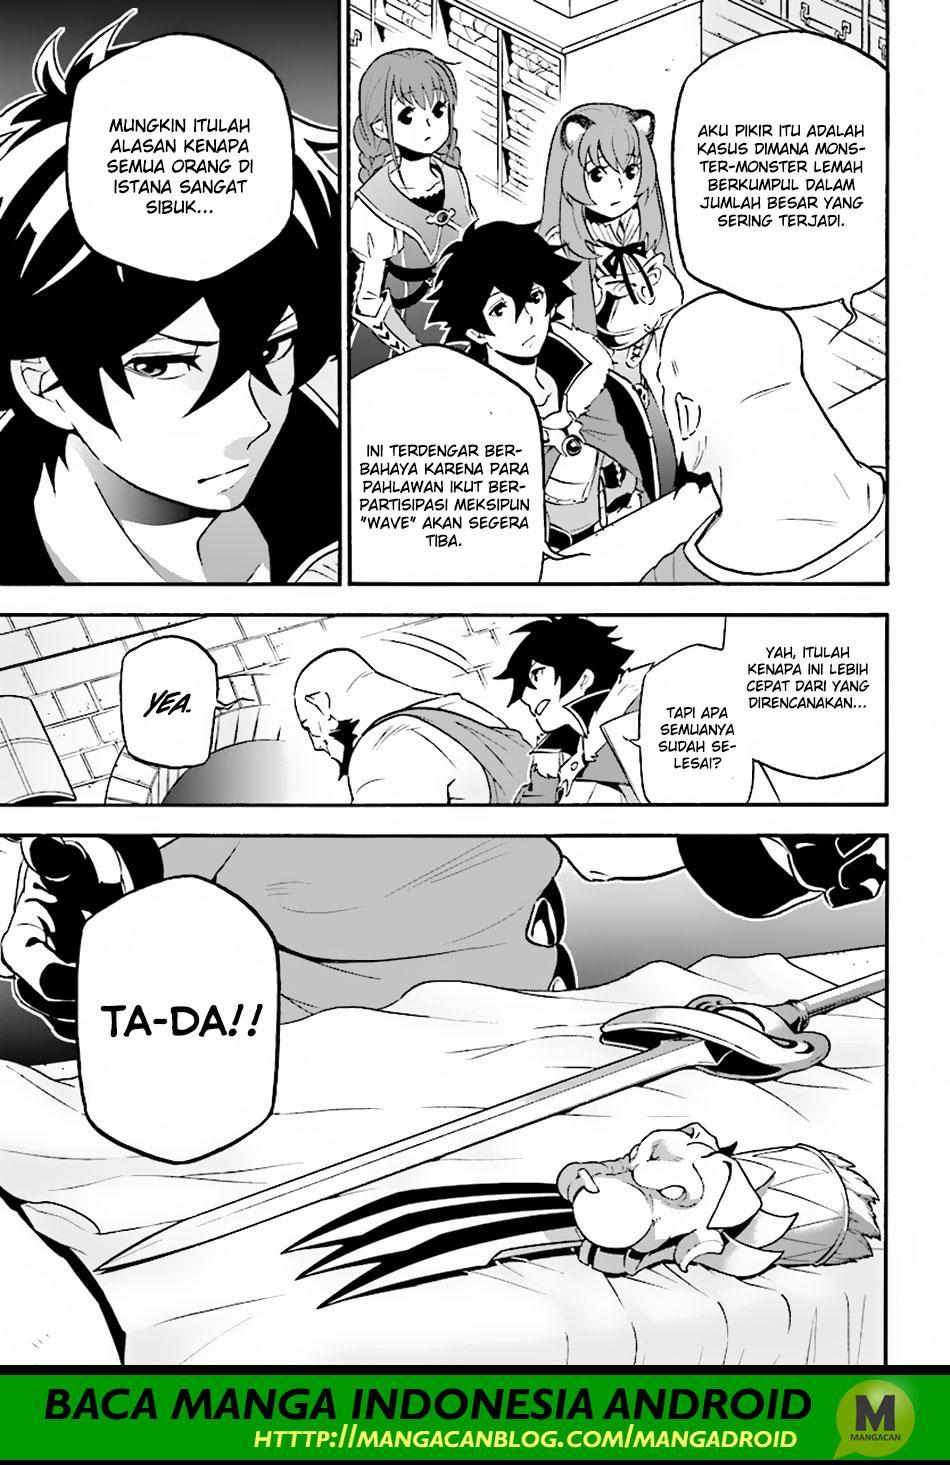 AKU PIKIR ITU ADALAH
KASUS DIMANA MONS-
TER-MONSTER LEMAH
BERKUMPUL DALAM
JUMLAH BESAR YANG
SERING TERJADI.
INI TERDENGAR BER-
BAHAYA KARENA PARA
PAHLAWAN IKUT BER-
PARTISIPASI MEKSIPUN
"WAVE" AKAN SEGERA
TIBA.
MUNGKIN ITULAH
ALASAN KENAPA
SEMUA ORANG DI
ISTANA SANGAT
SIBUK...
YAH, ITULAH
KENAPA INI LEBIH
CEPAT DARI YANG
DIRENCANAKAN...
TAPI APA
SEMUANYA
SUDAH SE-
LESAI?
YEA.
TA-DA!!
BACA MANGA INDONESIA ANDROID
HTTTP://MANGACANBLOG.COM/MANGADROID
M
MANGACAN